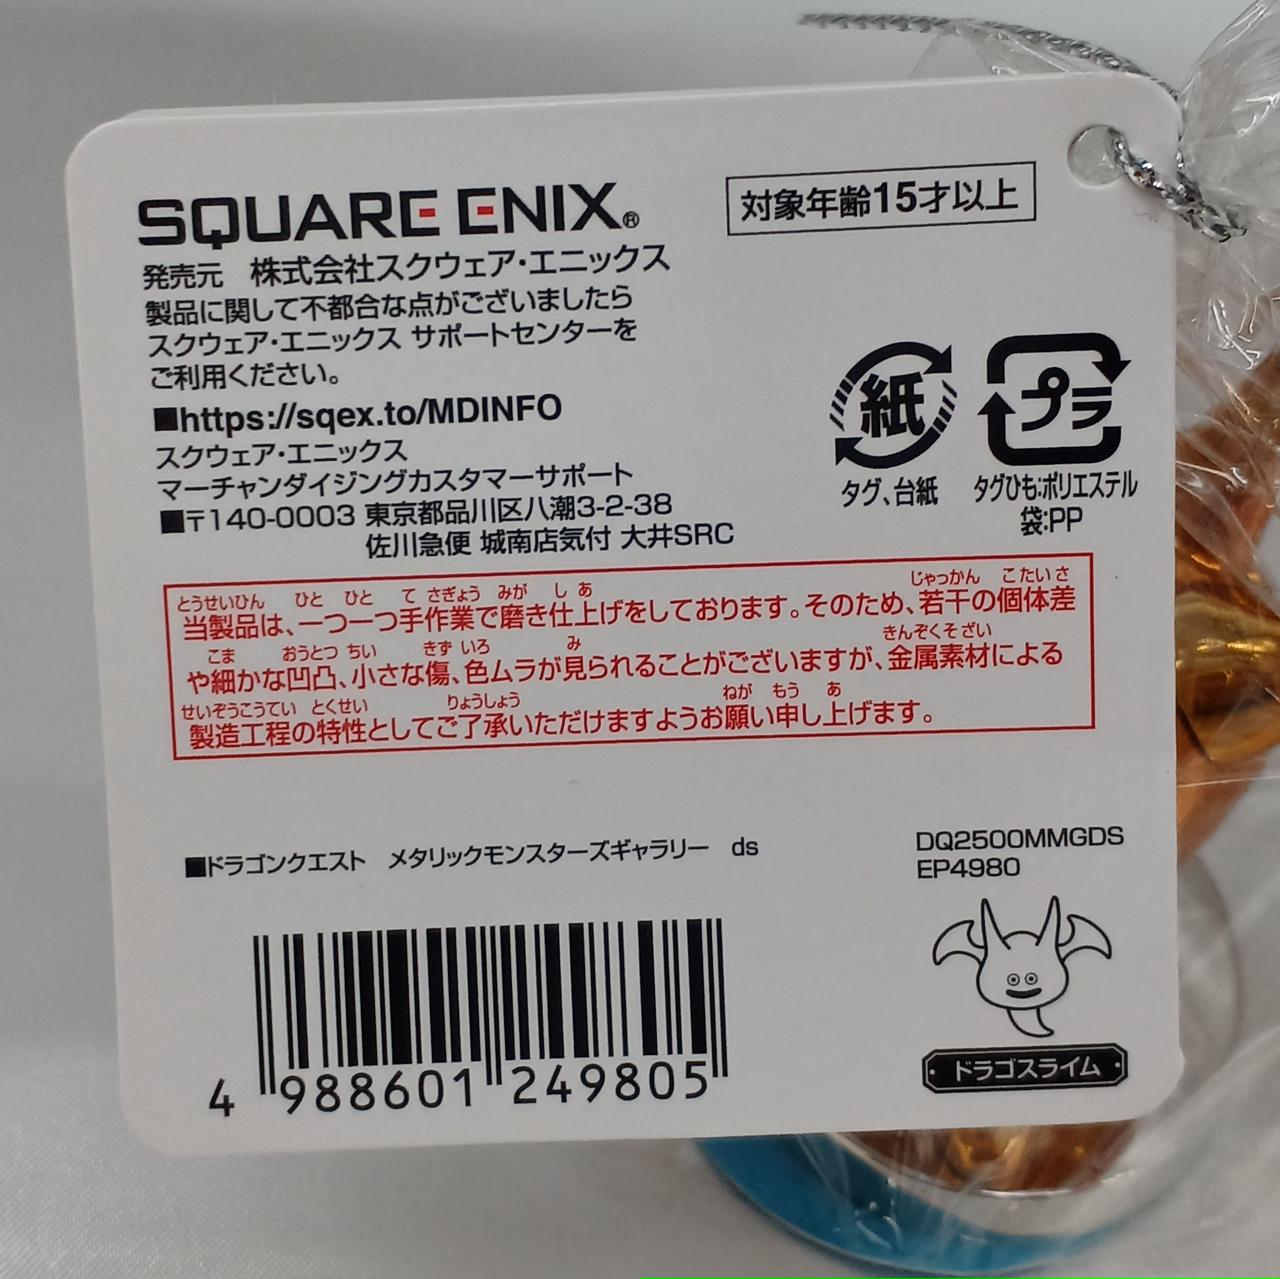 SQUARE ENIX®
対象年齢15才以上
発売元　株式会社スクウェア・エニックス
製品に関して不都合な点がございましたら
スクウェア・エニックス サポートセンターを
ご利用ください。
■https://sqex.to/MDINFO
スクウェア・エニックス
マーチャンダイジングカスタマーサポート
■〒140-0003 東京都品川区八潮3-2-38
佐川急便 城南店気付 大井SRC
紙
タグ、台紙
プラ
タグひも:ポリエステル
袋:PP
とうせいひん ひと ひと て さぎょう みが し あ じゃっかん こたいさ
当製品は、一つ一つ手作業で磨き仕上げをしております。そのため、若干の個体差
こま おうとつ ちい きず いろ み きんぞくそざい
や細かな凹凸、小さな傷、色ムラが見られることがございますが、金属素材による
せいぞうこうてい とくせい りょうしょう ねが もう あ
製造工程の特性としてご了承いただけますようお願い申し上げます。
■ドラゴンクエスト　メタリックモンスターズギャラリー　ds
DQ2500MMGDS
EP4980
ドラゴスライム
4 988601 249805